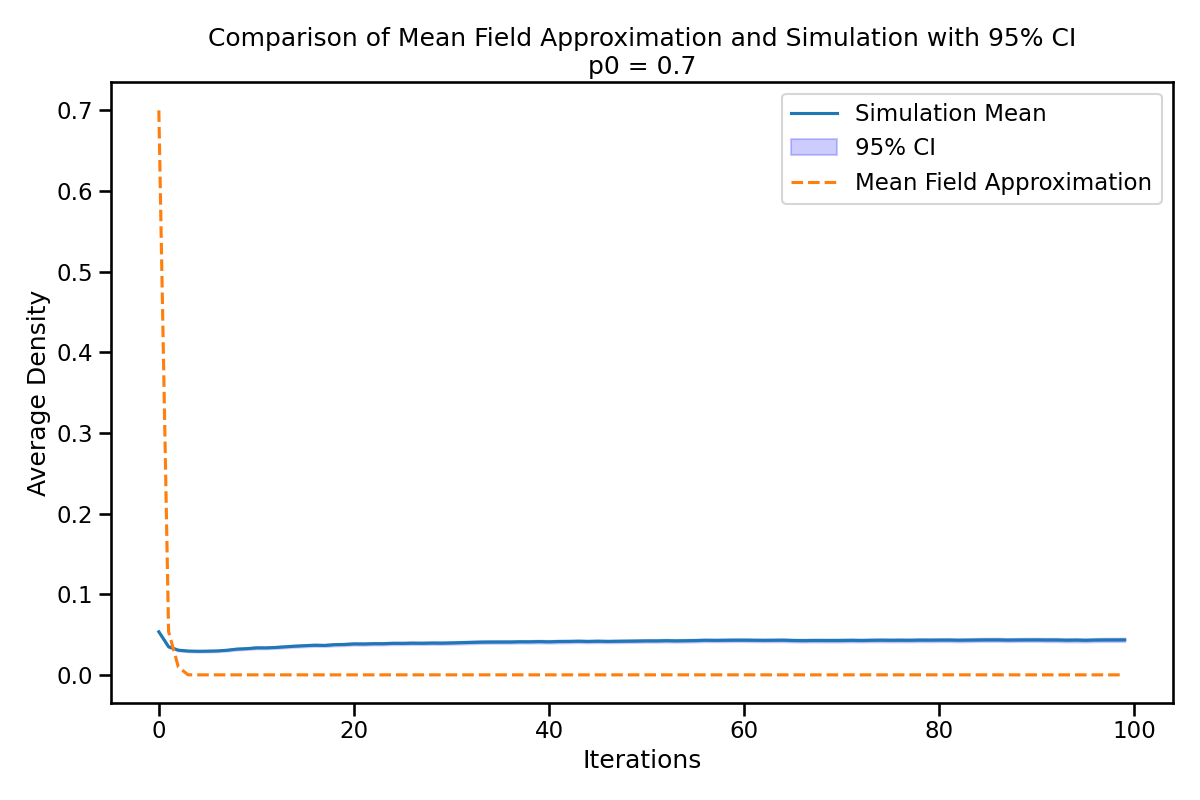 Comparison of Mean Field Approximation and Simulation with 95% CI
p0 = 0.7
Simulation Mean
95% CI
Mean Field Approximation
Average Density
0.7
0.6
0.5
0.4
0.3
0.2
0.1
0.0
0 20 40 60 80 100
Iterations